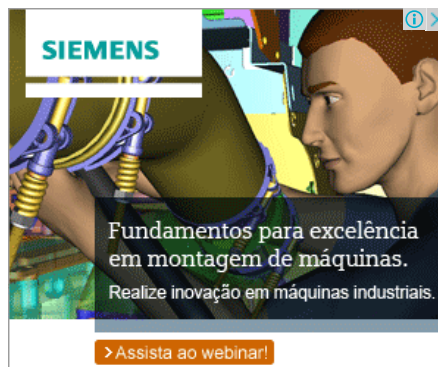 SIEMENS
Fundamentos para excelência
em montagem de máquinas.
Realize inovação em máquinas industriais.
> Assista ao webinar!